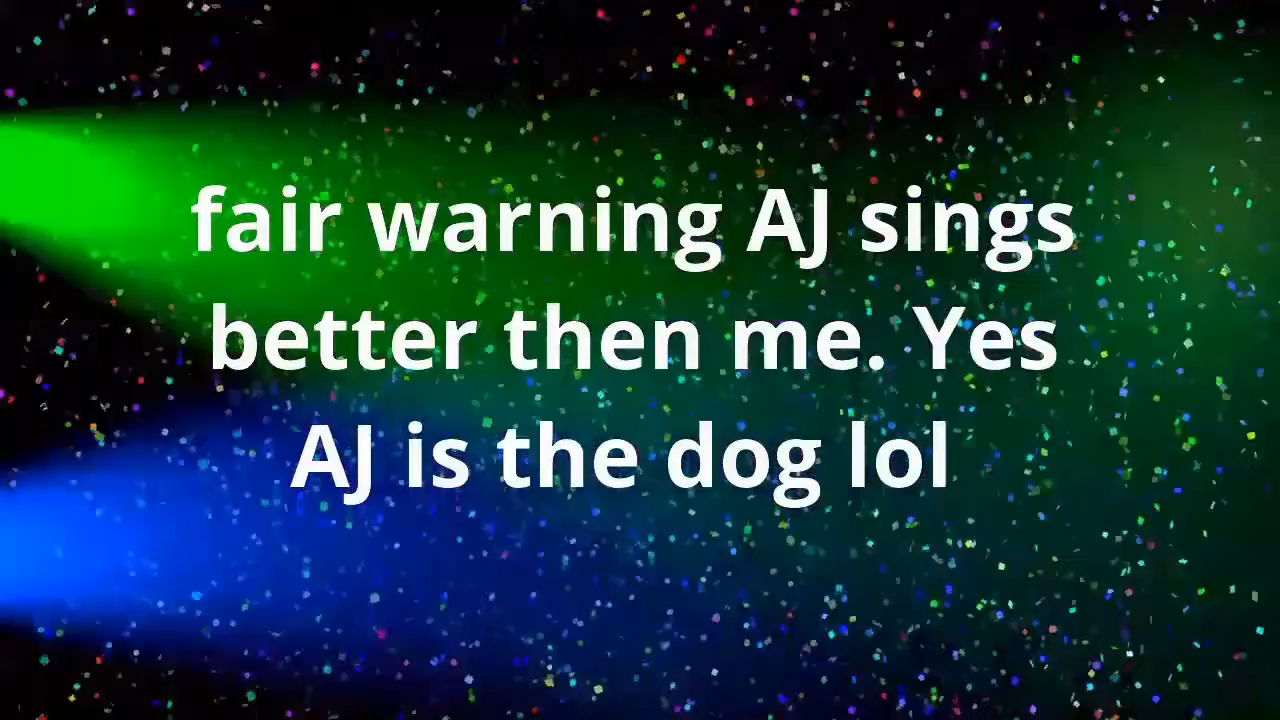 fair warning AJ sings
better then me. Yes
AJ is the dog lol